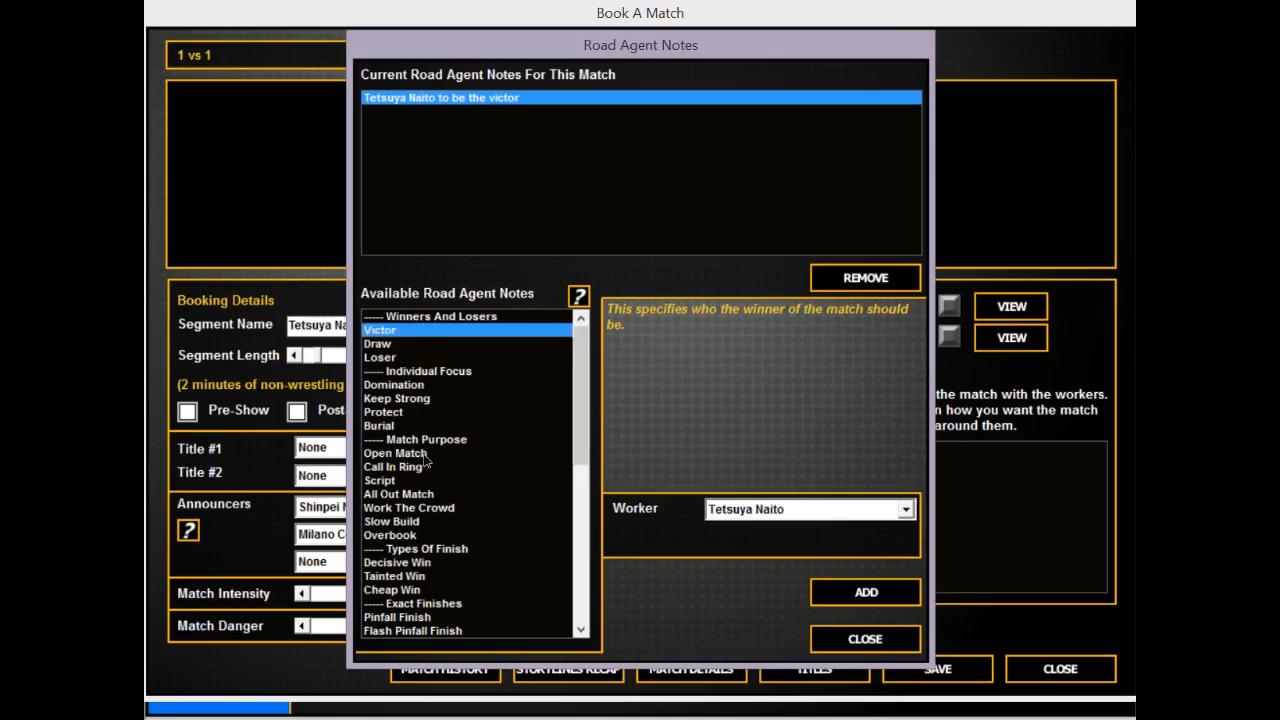 Book A Match
1 vs 1
Road Agent Notes
Current Road Agent Notes For This Match
Tetsuya Naito to be the victor
REMOVE
Available Road Agent Notes
?
----- Winners And Losers
Victor
Draw
Loser
----- Individual Focus
Domination
Keep Strong
Protect
Burial
----- Match Purpose
Open Match
Call In Ring
Script
All Out Match
Work The Crowd
Slow Build
Overbook
----- Types Of Finish
Decisive Win
Tainted Win
Cheap Win
----- Exact Finishes
Pinfall Finish
Flash Pinfall Finish
This specifies who the winner of the match should
be.
Worker
Tetsuya Naito
ADD
CLOSE
Booking Details
Segment Name
Tetsuya Na
Segment Length
(2 minutes of non-wrestling
Pre-Show
Post
Title #1
None
Title #2
None
Announcers
Shinpei
?
Milano C
None
Match Intensity
Match Danger
VIEW
VIEW
the match with the workers.
n how you want the match
around them.
MATCH HISTORY
STORYLINES RECAP
MATCH DETAILS
TITLES
SAVE
CLOSE